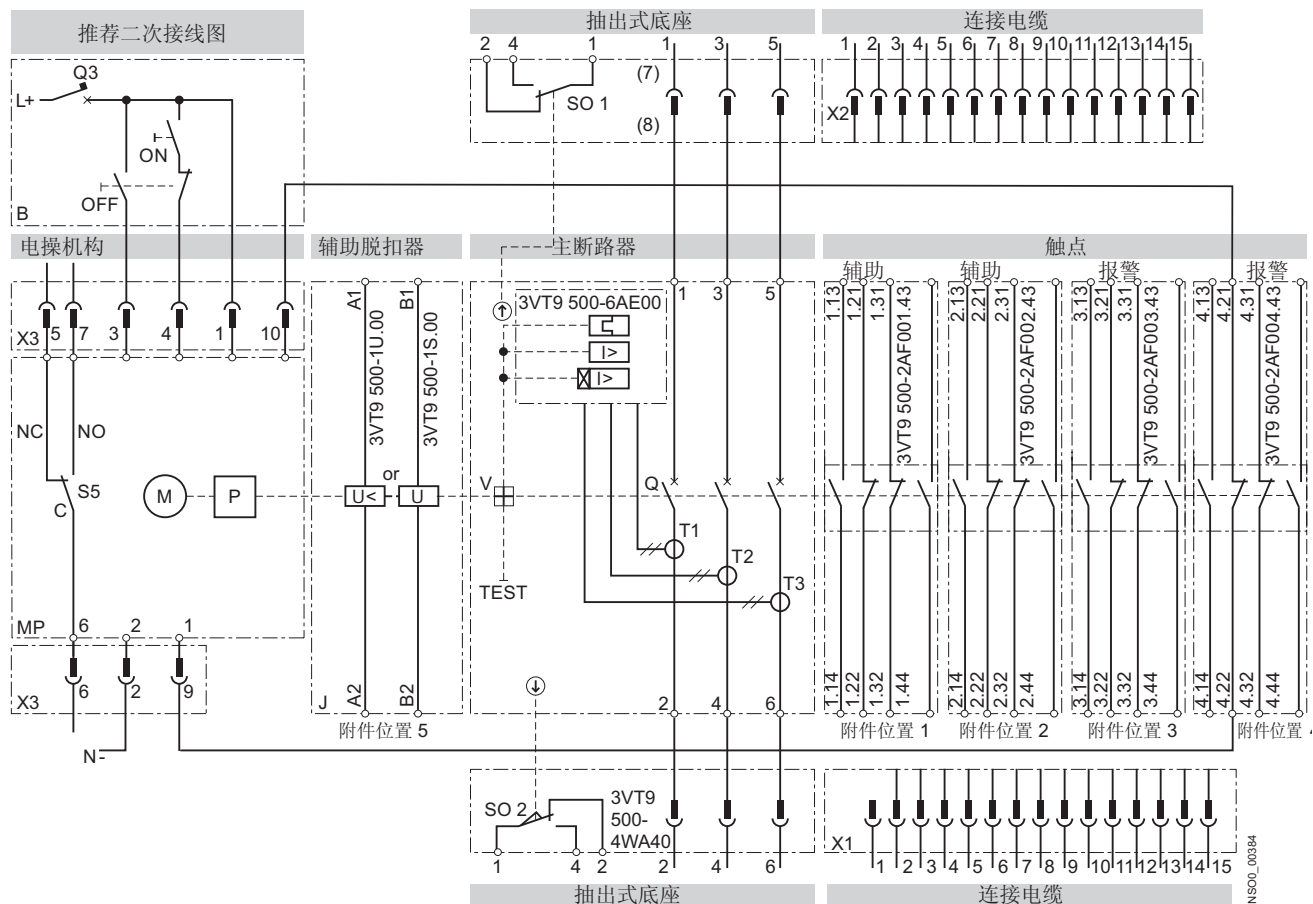 推荐二次接线图
抽出式底座
连接电缆
2 4 1 1 3 5
1 2 3 4 5 6 7 8 9 10 11 12 13 14 15
Q3
L+
(7)
SO 1
(8)
X2
ON
OFF
B
电操机构
辅助脱扣器
主断路器
触点
辅助
辅助
报警
报警
X3 5 7 3 4 1 10
A1
B1
3VT9 500-1U.00
3VT9 500-1S.00
1 3 5
3VT9 500-6AE00
I>
I>
1.13
1.21
1.31
3VT9 500-2AF001.43
2.13
2.21
2.31
3VT9 500-2AF002.43
3.13
3.21
3.31
3VT9 500-2AF003.43
4.13
4.21
4.31
3VT9 500-2AF004.43
NC
NO
S5
C
M
P
U<
or
U
V
Q
T1
T2
T3
TEST
MP
6 2 1
X3
6 2 9
N-
J
A2
B2
附件位置 5
2 4 6
1.14
1.22
1.32
1.44
2.14
2.22
2.32
2.44
3.14
3.22
3.32
3.44
4.14
4.22
4.32
4.44
附件位置 1
附件位置 2
附件位置 3
附件位置 4
SO 2
3VT9
500-
4WA40
1 4 2 2 4 6
X1
1 2 3 4 5 6 7 8 9 10 11 12 13 14 15
抽出式底座
连接电缆
NSO0_00384